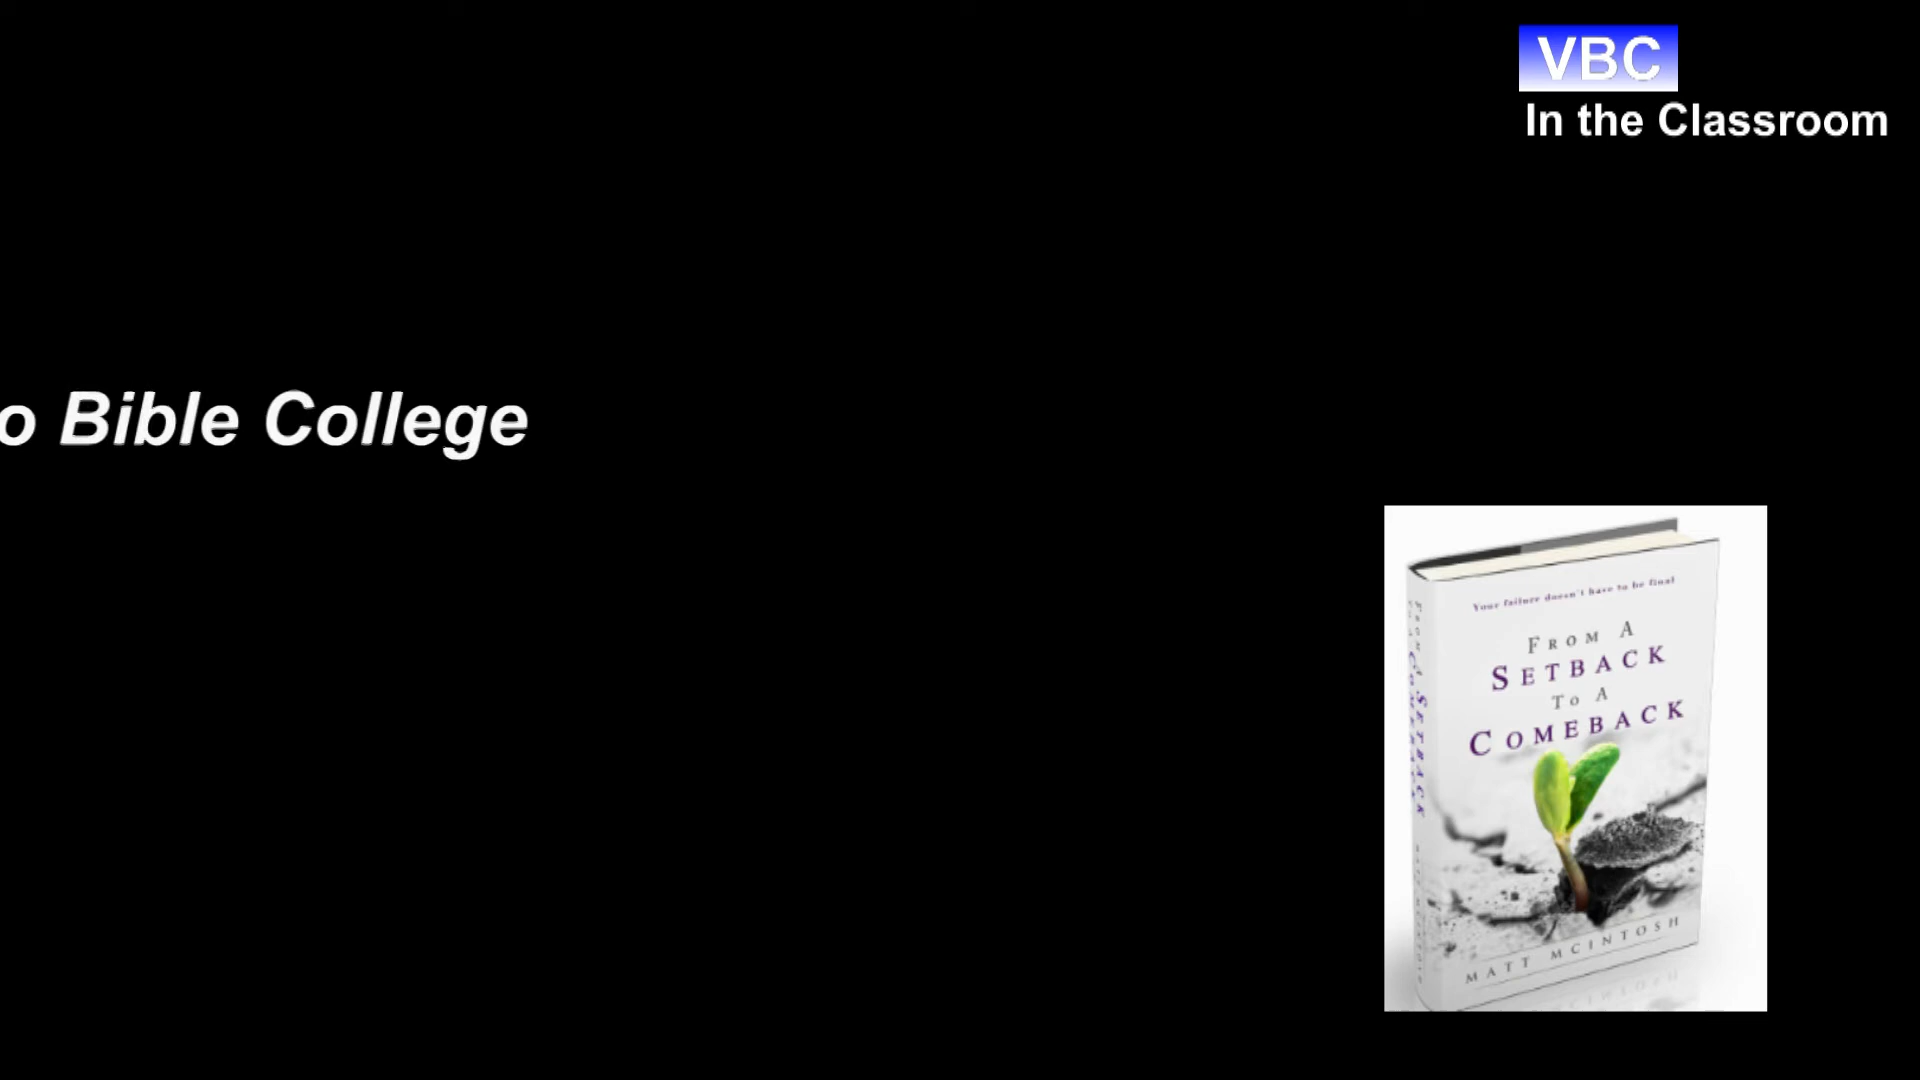 VBC
In the Classroom
o Bible College
Your failure doesn't have to be final
FROM A
SETBACK
TO A
COMEBACK
MATT MCINTOSH